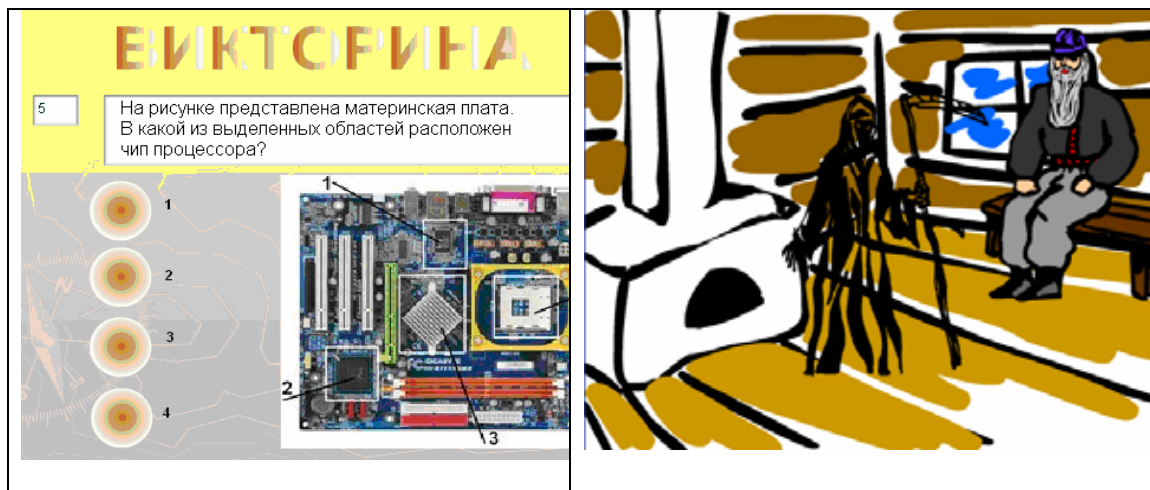 ВИКТОРИНА
5
На рисунке представлена материнская плата.
В какой из выделенных областей расположен
чип процессора?
1
2
3
4
1
2
3